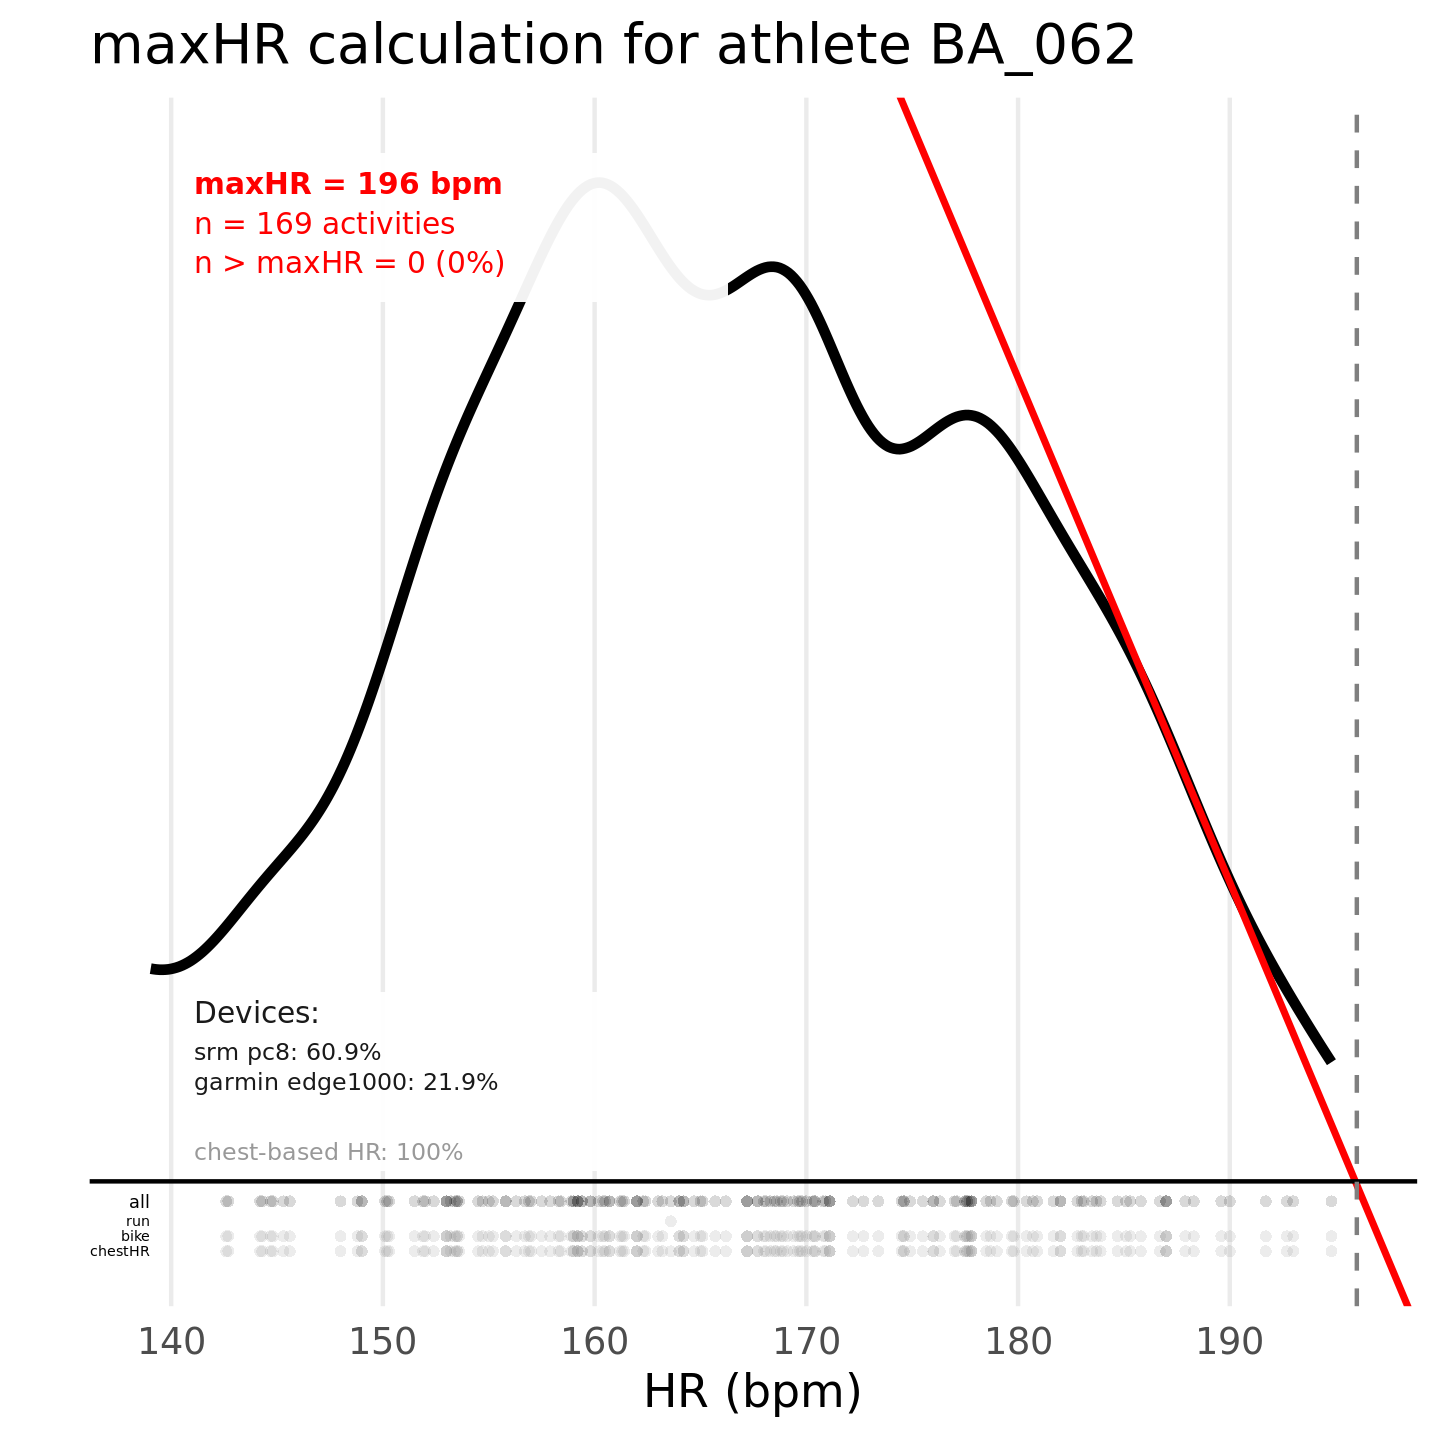 maxHR calculation for athlete BA_062
maxHR = 196 bpm
n = 169 activities
n > maxHR = 0 (0%)
Devices:
srm pc8: 60.9%
garmin edge1000: 21.9%
chest-based HR: 100%
all
run
bike
chestHR
140 150 160 170 180 190
HR (bpm)